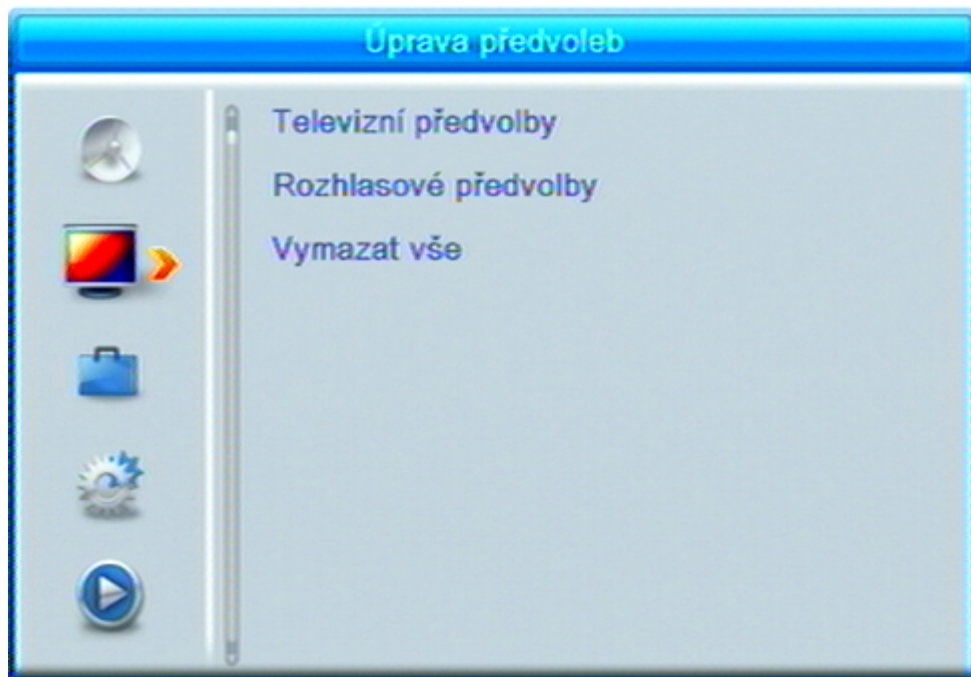 Úprava předvoleb
Televizní předvolby
Rozhlasové předvolby
Vymazat vše